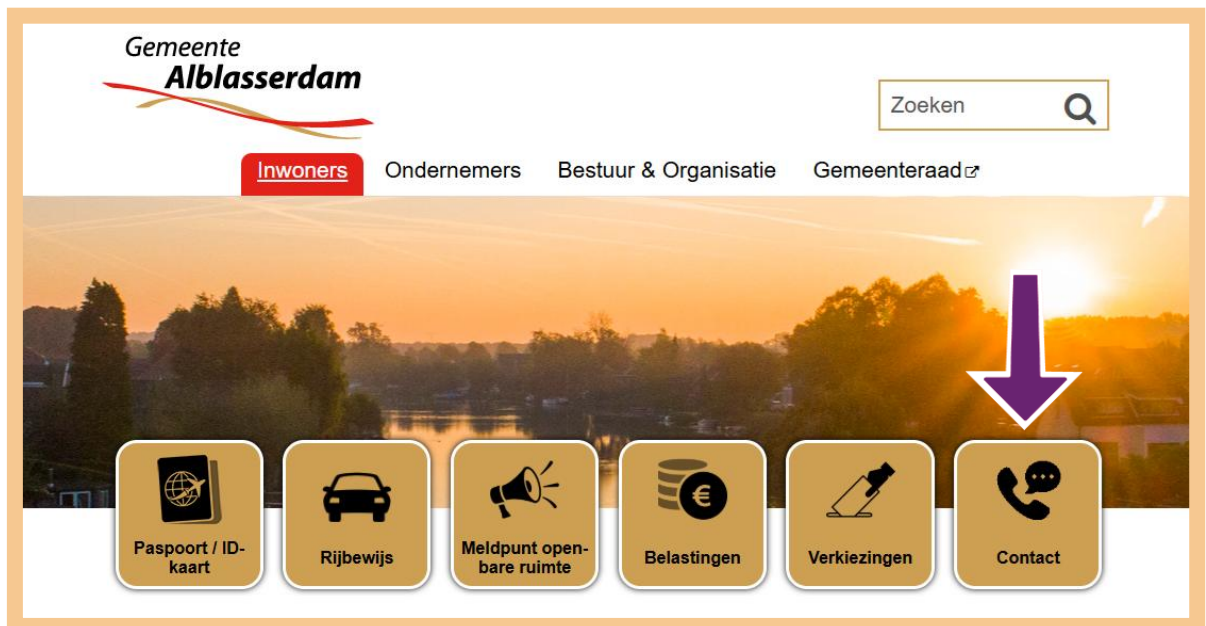 Gemeente
Alblasserdam
Zoeken
Inwoners Ondernemers Bestuur & Organisatie Gemeenteraad
Paspoort / ID-
kaart
Rijbewijs
Meldpunt open-
bare ruimte
Belastingen
Verkiezingen
Contact